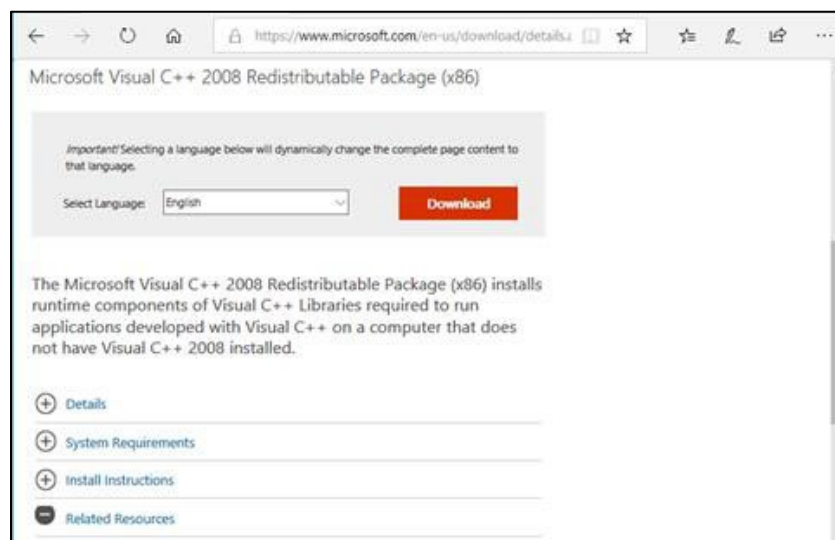 https://www.microsoft.com/en-us/download/details.
Microsoft Visual C++ 2008 Redistributable Package (x86)
Important! Selecting a language below will dynamically change the complete page content to
that language.
Select Language: English Download
The Microsoft Visual C++ 2008 Redistributable Package (x86) installs
runtime components of Visual C++ Libraries required to run
applications developed with Visual C++ on a computer that does
not have Visual C++ 2008 installed.
Details
System Requirements
Install Instructions
Related Resources